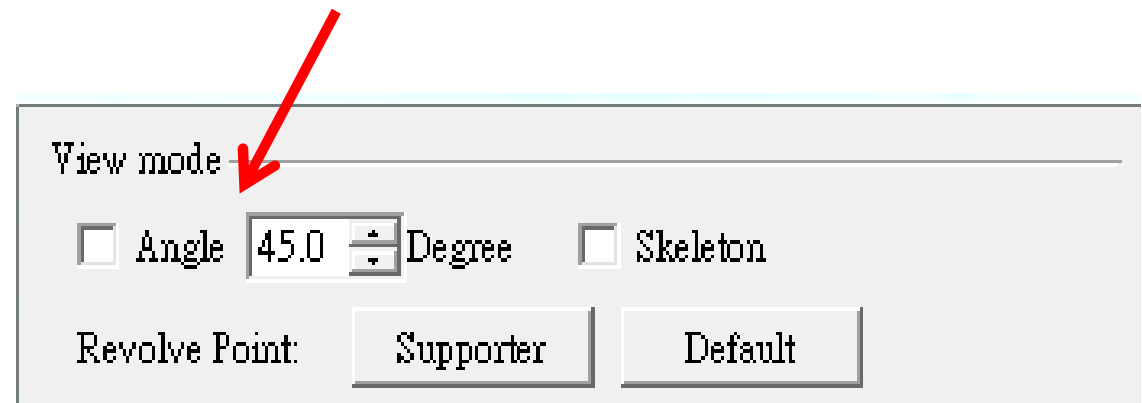 View mode
Angle 45.0 Degree Skeleton
Revolve Point: Supporter Default